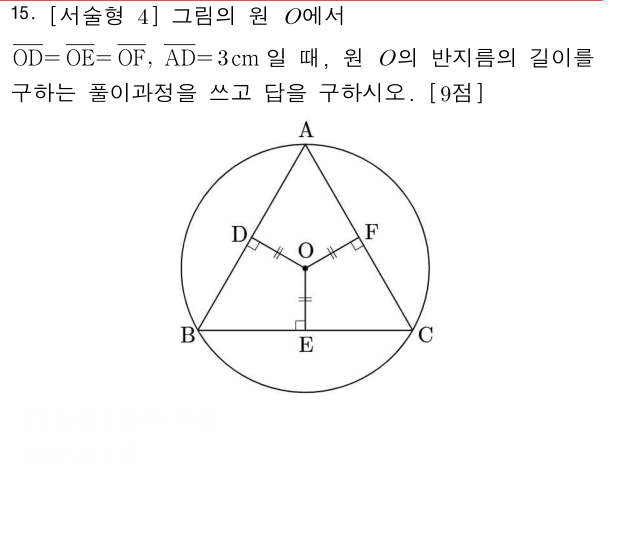 15. [서술형 4] 그림의 원 O에서
OD=OE=OF, AD=3cm 일 때, 원 O의 반지름의 길이를
구하는 풀이과정을 쓰고 답을 구하시오. [9점]
A
D
F
O
B
E
C